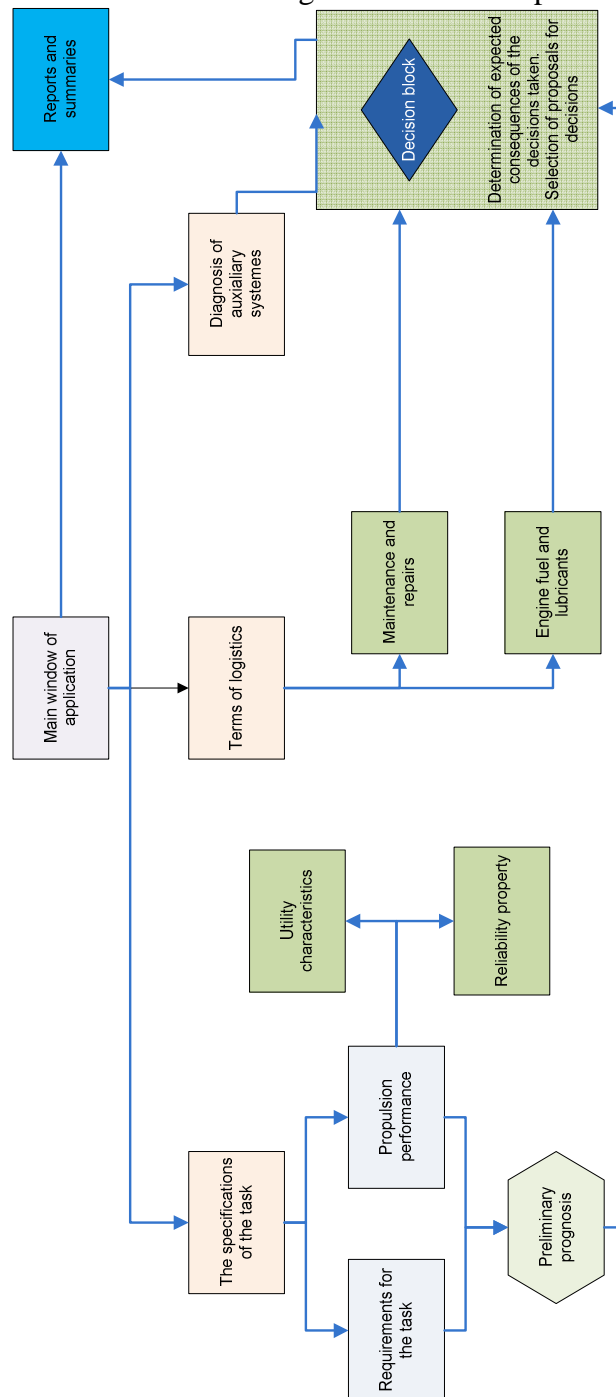 Main window of
application
Reports and
summaries
The specifications
of the task
Terms of logistics
Diagnosis of
auxialiary
systemes
Utility
characteristics
Requirements for
the task
Propulsion
performance
Maintenance and
repairs
Decision block
Reliability property
Preliminary
prognosis
Engine fuel and
lubricants
Determination of expected
consequences of the
decisions taken.
Selection of proposals for
decisions